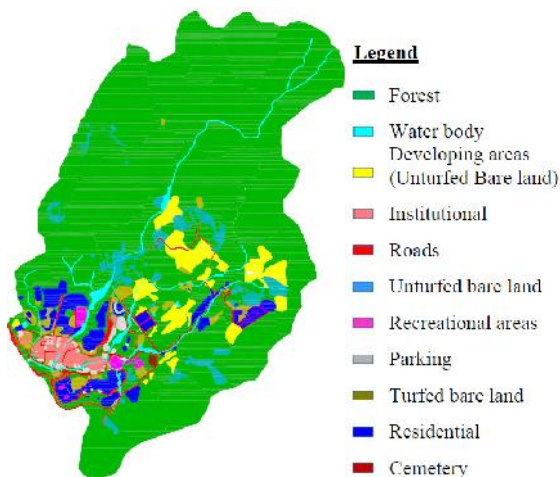 Legend
Forest
Water body
Developing areas
(Unturfed Bare land)
Institutional
Roads
Unturfed bare land
Recreational areas
Parking
Turfed bare land
Residential
Cemetery